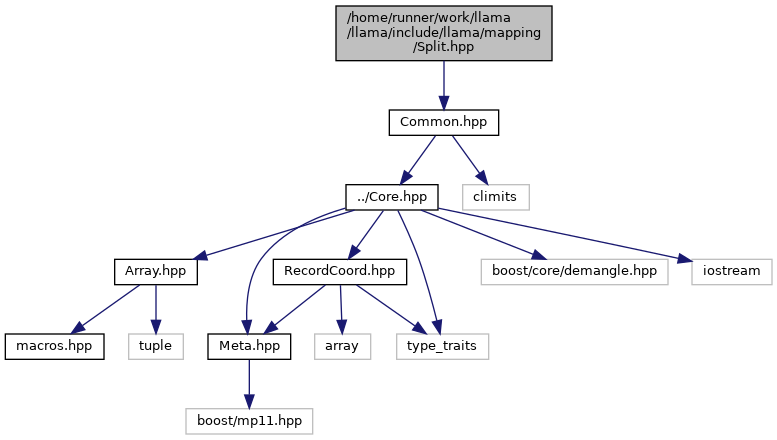 /home/runner/work/llama
/llama/include/llama/mapping
/Split.hpp
Common.hpp
../Core.hpp
climits
Array.hpp
RecordCoord.hpp
boost/core/demangle.hpp
iostream
macros.hpp
tuple
Meta.hpp
array
type_traits
boost/mp11.hpp